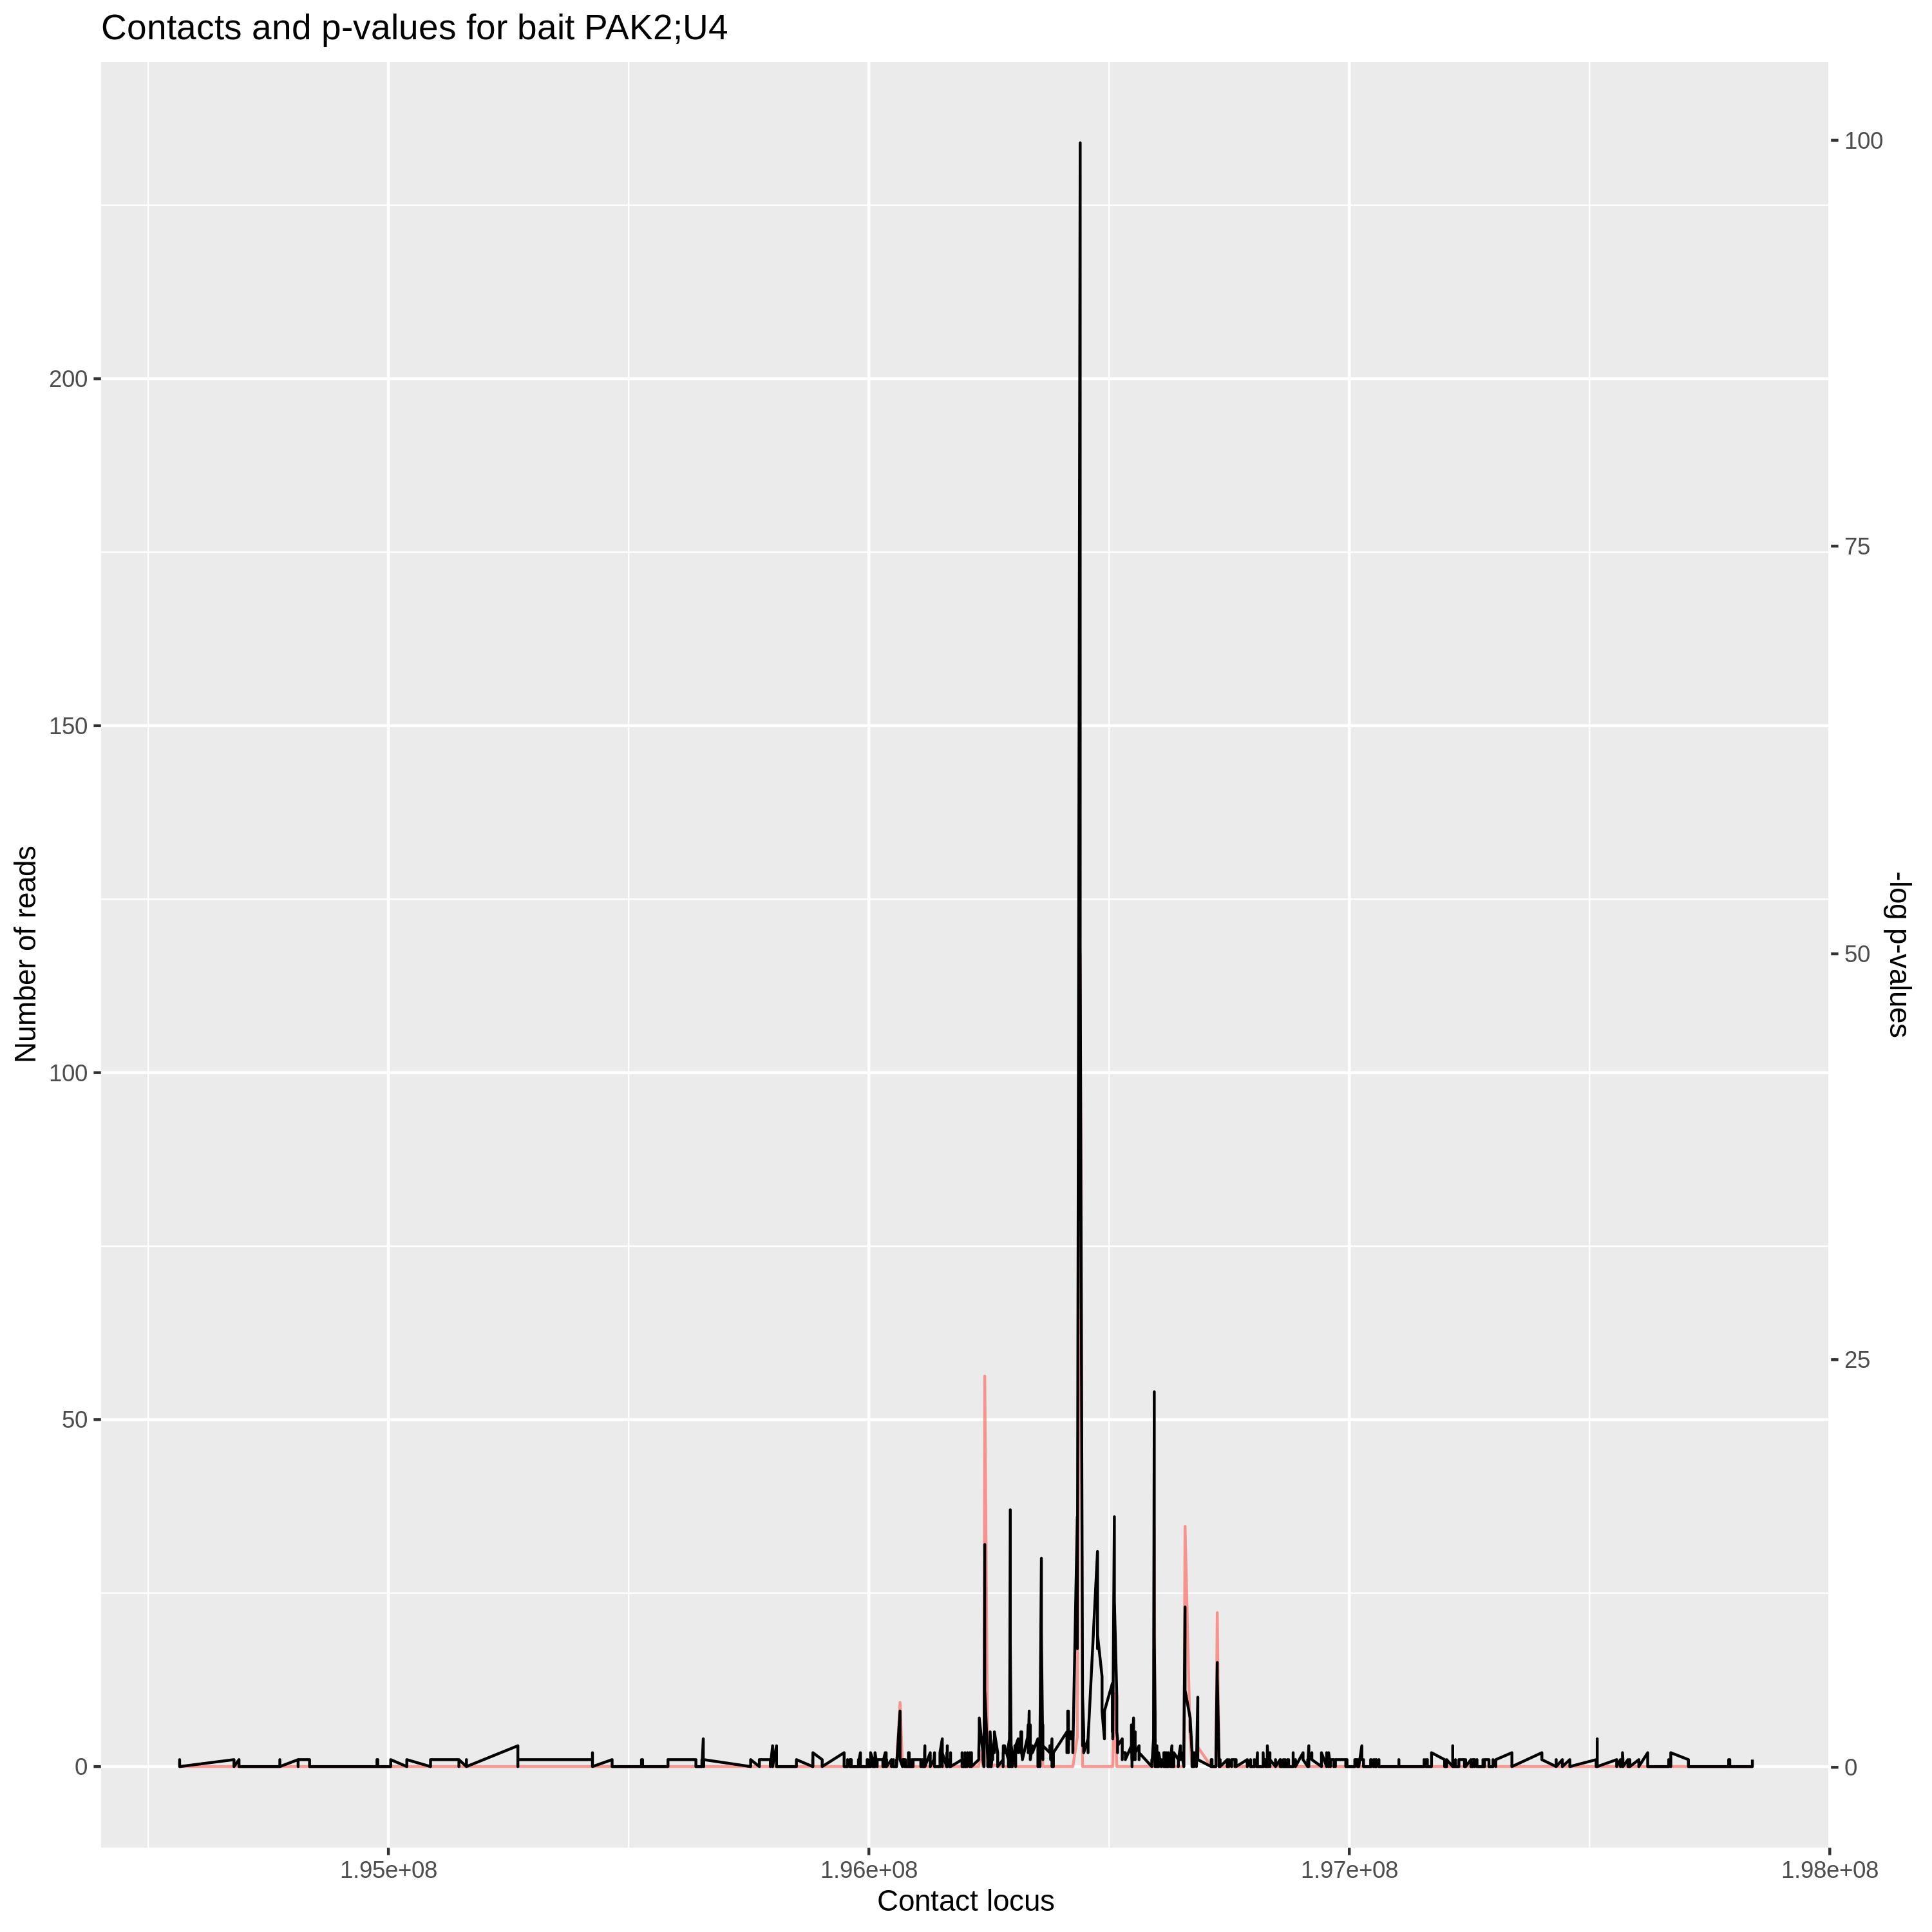 Contacts and p-values for bait PAK2;U4
Number of reads
200
150
100
50
0
100
75
50
25
0
-log p-values
1.95e+08
1.96e+08
1.97e+08
1.98e+08
Contact locus